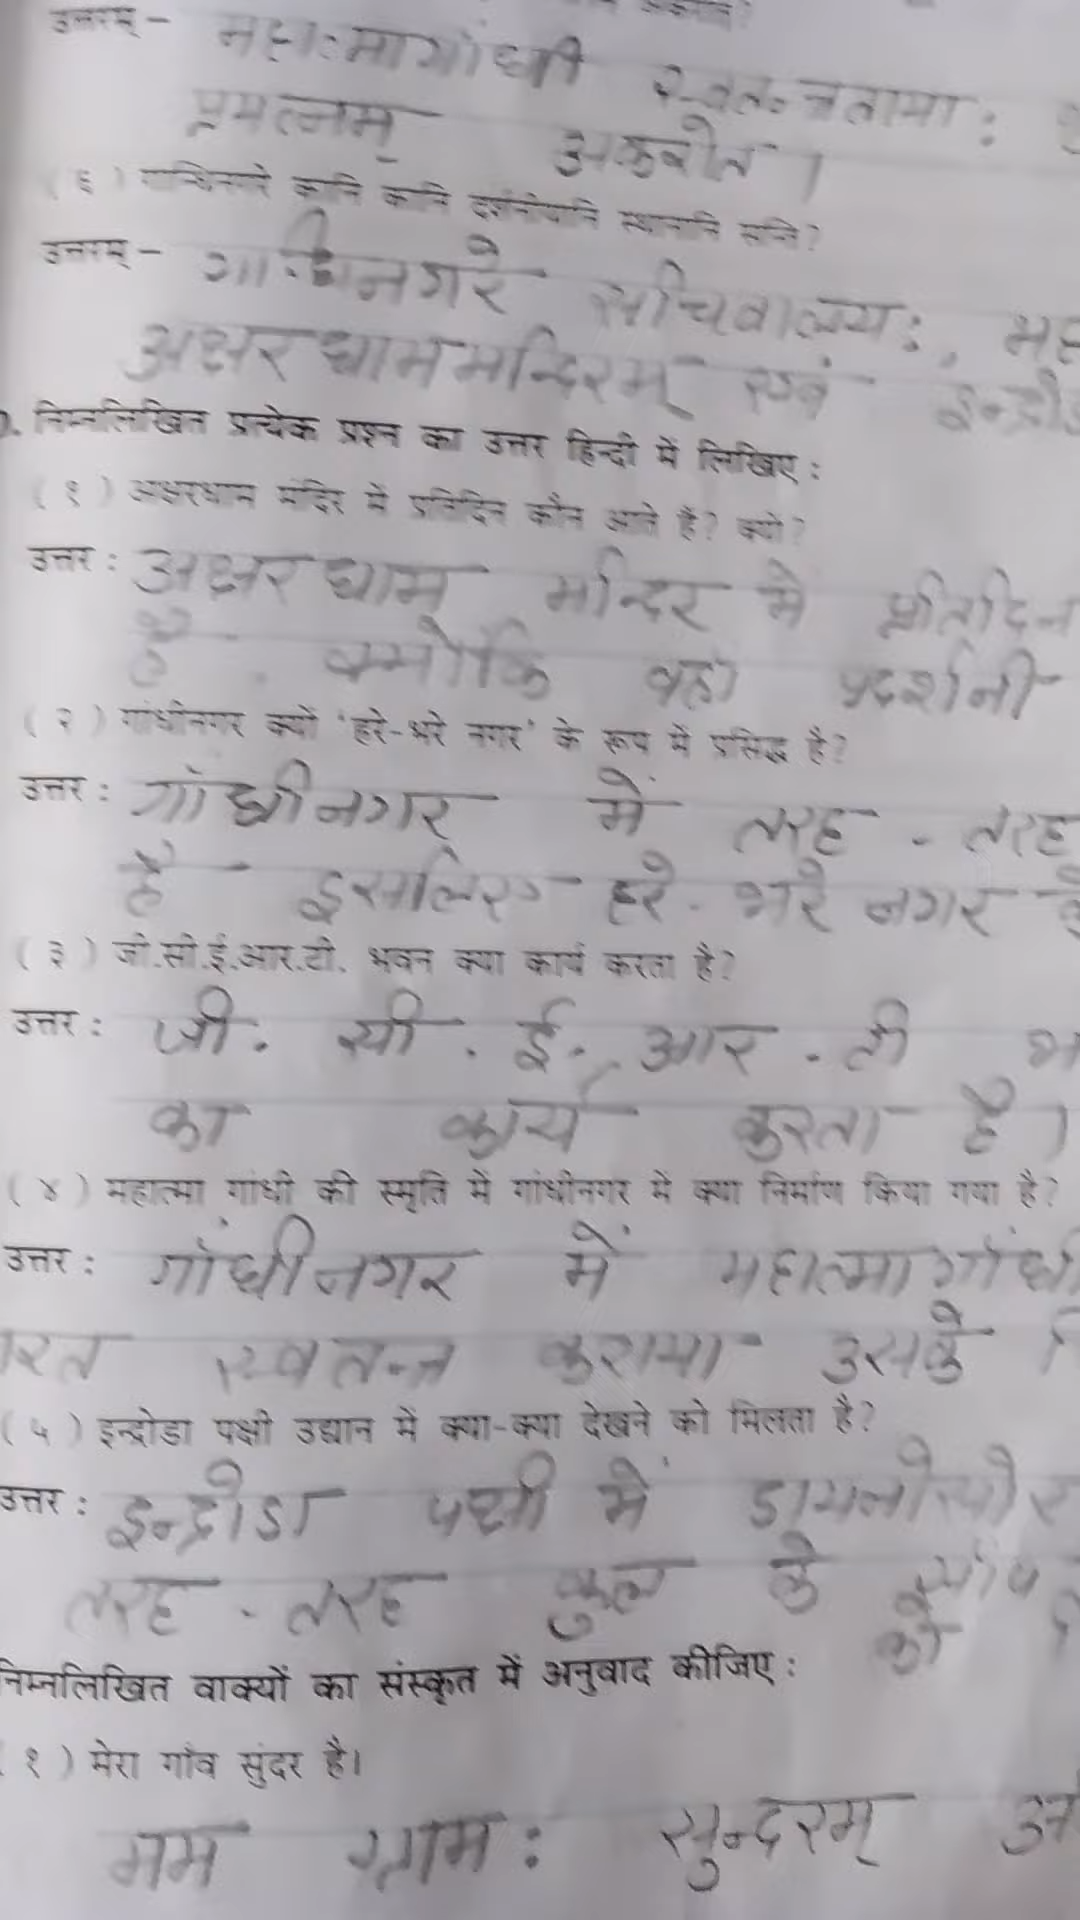 उत्तरम् - महात्मागांधी स्वतन्त्रतायाः
प्रयत्नम् अकरोत् ।
(६) गान्धिनगरे कानि कानि दर्शनीयानि स्थानानि सन्ति?
उत्तरम् - गान्धिनगरे सचिवालयः,
अक्षरधाममन्दिरम् एवं
निम्नलिखित प्रत्येक प्रश्न का उत्तर हिन्दी में लिखिए :
(१) अक्षरधाम मंदिर में प्रतिदिन कौन आते हैं? क्यों?
उत्तर : अक्षरधाम मन्दिर मे प्रतिदिन
है क्योकि वहाँ प्रदर्शनी
(२) गांधीनगर क्यों 'हरे-भरे नगर' के रूप में प्रसिद्ध है?
उत्तर : गाँधीनगर में तरह - तरह
है इसलिए हरे - भरे नगर
(३) जी.सी.ई.आर.टी. भवन क्या कार्य करता है?
उत्तर : जी. सी. ई. आर. टी
का कार्य करता है ।
(४) महात्मा गांधी की स्मृति में गांधीनगर में क्या निर्माण किया गया है?
उत्तर : गाँधीनगर में महात्मा गाँधी
स्वतन्त्र कराया उसके
(५) इन्द्रोडा पक्षी उद्यान में क्या-क्या देखने को मिलता है?
उत्तर : इन्द्रोडा पक्षी में डायनोसोर
तरह - तरह के साँप
को
निम्नलिखित वाक्यों का संस्कृत में अनुवाद कीजिए :
(१) मेरा गाँव सुंदर है।
मम ग्रामः सुन्दरम्